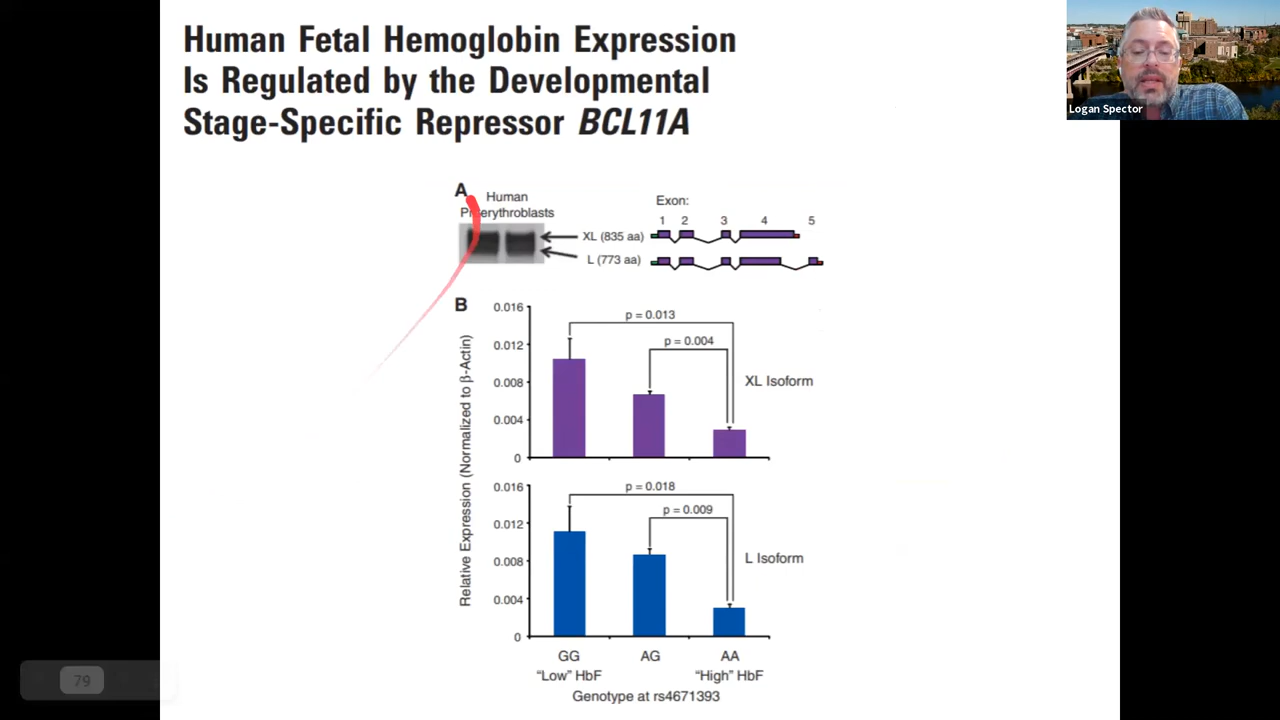 Human Fetal Hemoglobin Expression
Is Regulated by the Developmental
Stage-Specific Repressor BCL11A
Logan Spector
A
Human
Proerythroblasts
XL (835 aa)
L (773 aa)
Exon:
1 2 3 4 5
B
Relative Expression (Normalized to β-Actin)
0.016
0.012
0.008
0.004
0
p = 0.013
p = 0.004
XL Isoform
0.016
0.012
0.008
0.004
0
p = 0.018
p = 0.009
L Isoform
GG AG AA
“Low” HbF “High” HbF
Genotype at rs4671393
79